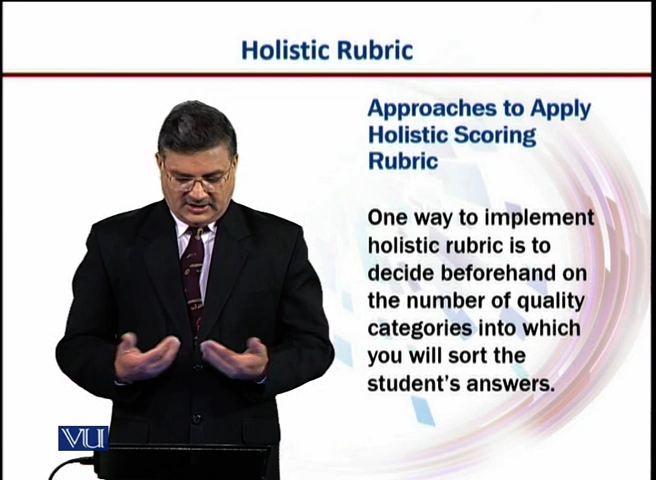 Holistic Rubric
Approaches to Apply
Holistic Scoring
Rubric
One way to implement
holistic rubric is to
decide beforehand on
the number of quality
categories into which
you will sort the
student's answers.
VU